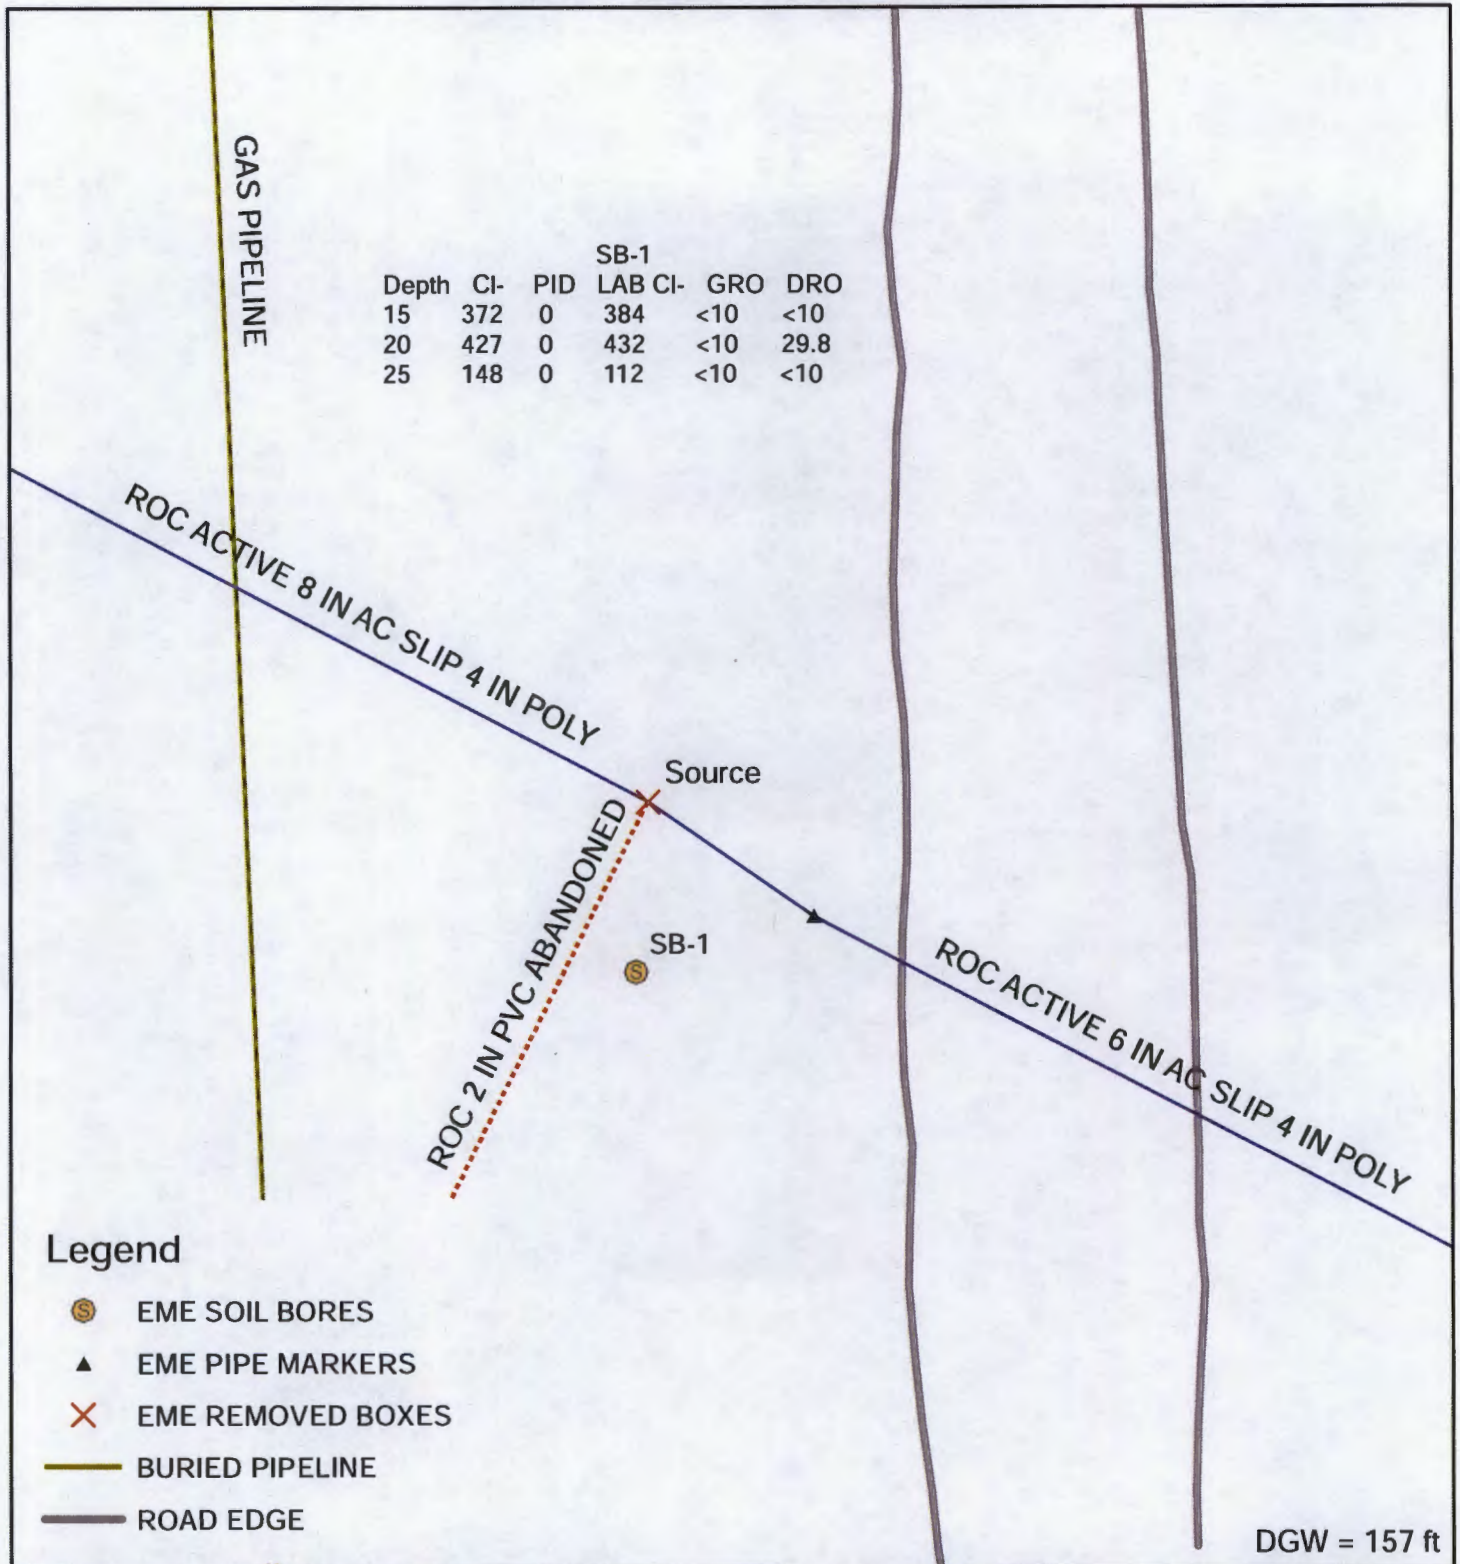 GAS PIPELINE
SB-1
Depth Cl- PID LAB Cl- GRO DRO
15 372 0 384 <10 <10
20 427 0 432 <10 29.8
25 148 0 112 <10 <10
ROC ACTIVE 8 IN AC SLIP 4 IN POLY
Source
ROC 2 IN PVC ABANDONED
SB-1
S
ROC ACTIVE 6 IN AC SLIP 4 IN POLY
Legend
S EME SOIL BORES
EME PIPE MARKERS
EME REMOVED BOXES
BURIED PIPELINE
ROAD EDGE
DGW = 157 ft